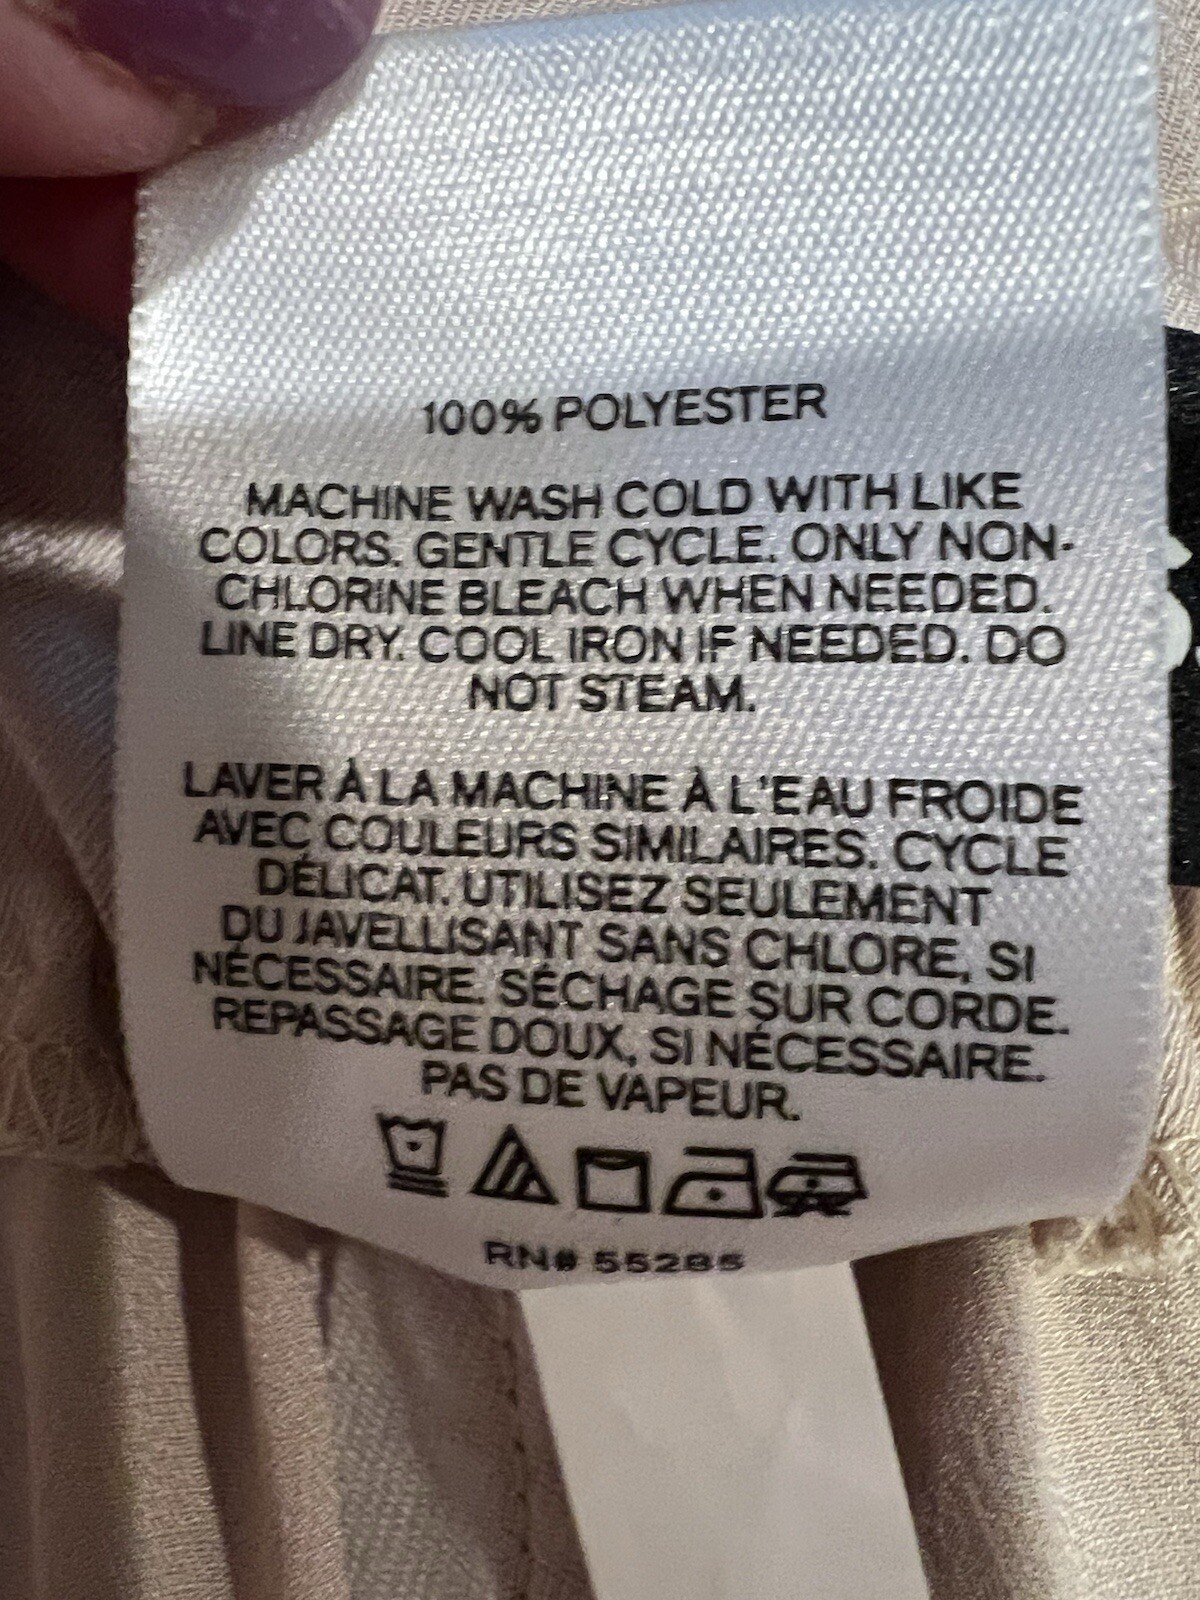 100% POLYESTER
MACHINE WASH COLD WITH LIKE
COLORS. GENTLE CYCLE. ONLY NON-
CHLORINE BLEACH WHEN NEEDED.
LINE DRY. COOL IRON IF NEEDED. DO
NOT STEAM.
LAVER À LA MACHINE À L'EAU FROIDE
AVEC COULEURS SIMILAIRES. CYCLE
DÉLICAT. UTILISEZ SEULEMENT
DU JAVELLISANT SANS CHLORE, SI
NÉCESSAIRE. SÉCHAGE SUR CORDE.
REPASSAGE DOUX, SI NÉCESSAIRE.
PAS DE VAPEUR.
RN# 55285